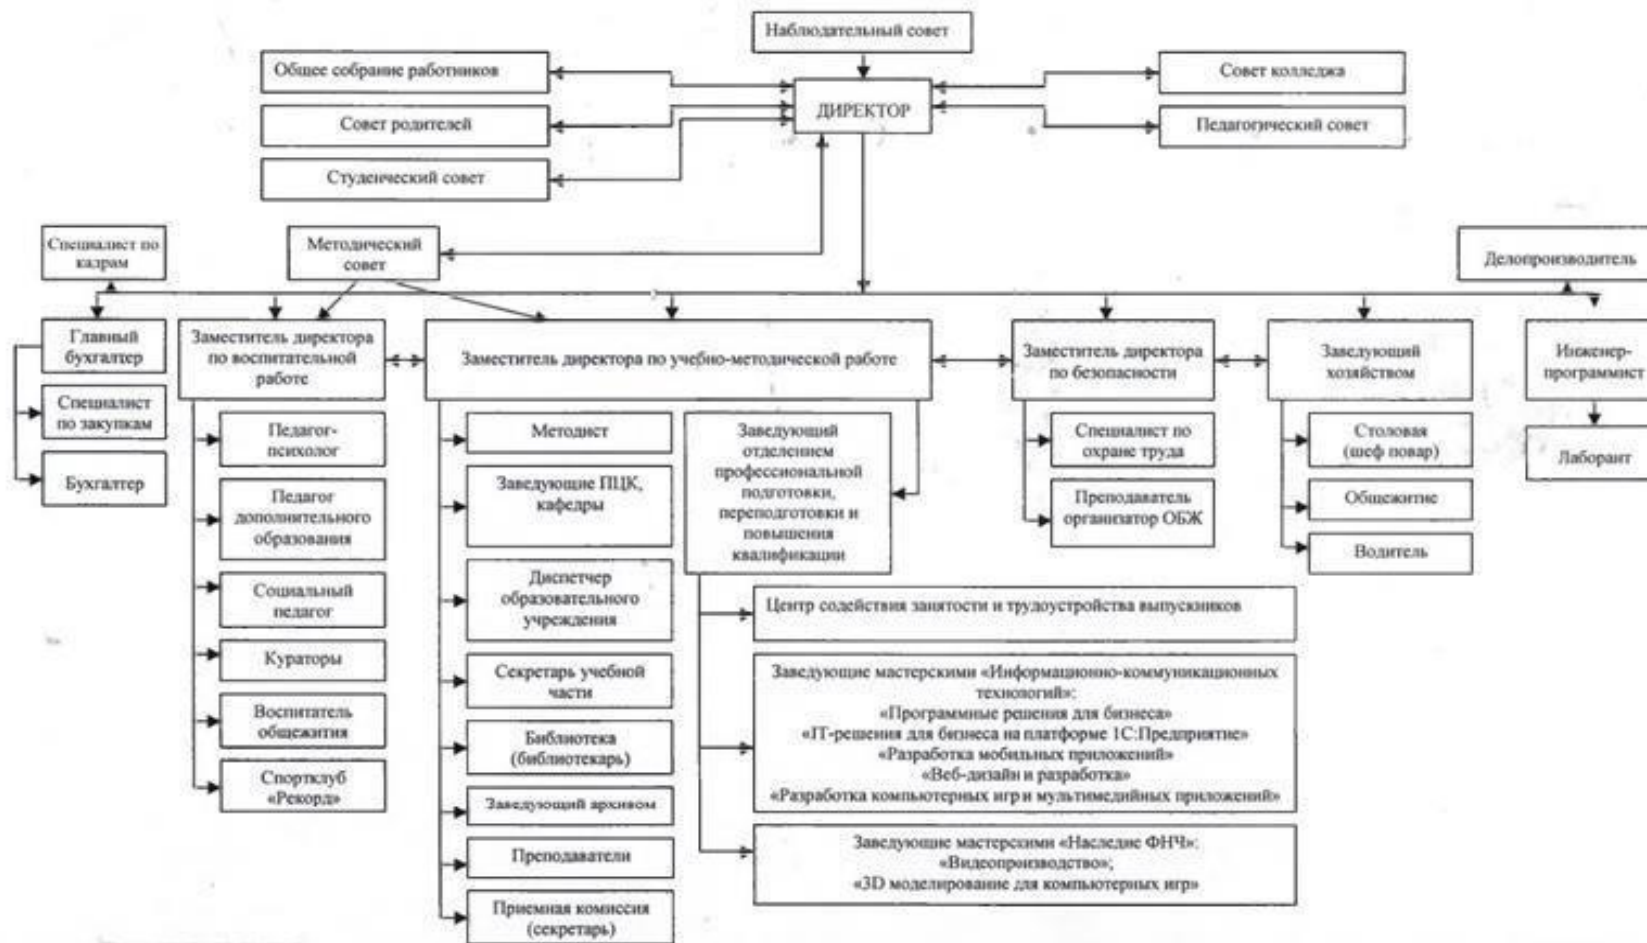 Наблюдательный совет
Общее собрание работников
Совет колледжа
ДИРЕКТОР
Совет родителей
Педагогический совет
Студенческий совет
Специалист по
кадрам
Методический
совет
Делопроизводитель
Главный
бухгалтер
Заместитель директора
по воспитательной
работе
Заместитель директора по учебно-методической работе
Заместитель директора
по безопасности
Заведующий
хозяйством
Инженер-
программист
Специалист
по закупкам
Бухгалтер
Педагог-
психолог
Педагог
дополнительного
образования
Социальный
педагог
Кураторы
Воспитатель
общежития
Спортклуб
«Рекорд»
Методист
Заведующие ПЦК,
кафедры
Диспетчер
образовательного
учреждения
Секретарь учебной
части
Библиотека
(библиотекарь)
Заведующий архивом
Преподаватели
Приемная комиссия
(секретарь)
Заведующий
отделением
профессиональной
подготовки,
переподготовки и
повышения
квалификации
Центр содействия занятости и трудоустройства выпускников
Заведующие мастерскими «Информационно-коммуникационных
технологий»:
«Программные решения для бизнеса»
«IT-решения для бизнеса на платформе 1С:Предприятие»
«Разработка мобильных приложений»
«Веб-дизайн и разработка»
«Разработка компьютерных игр и мультимедийных приложений»
Заведующие мастерскими «Наследие ФНЧ»:
«Видеопроизводство»;
«3D моделирование для компьютерных игр»
Специалист по
охране труда
Преподаватель
организатор ОБЖ
Столовая
(шеф повар)
Общежитие
Водитель
Лаборант